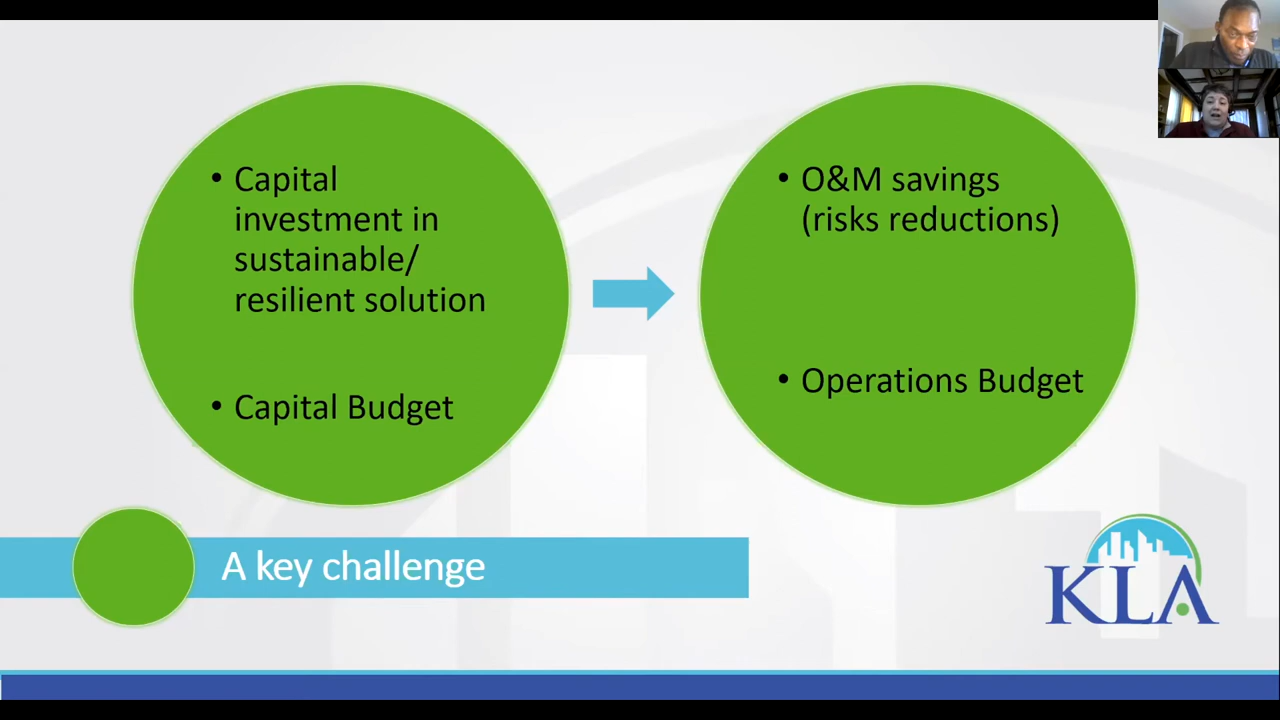 • Capital
investment in
sustainable/
resilient solution
• Capital Budget
• O&M savings
(risks reductions)
• Operations Budget
A key challenge
KLA